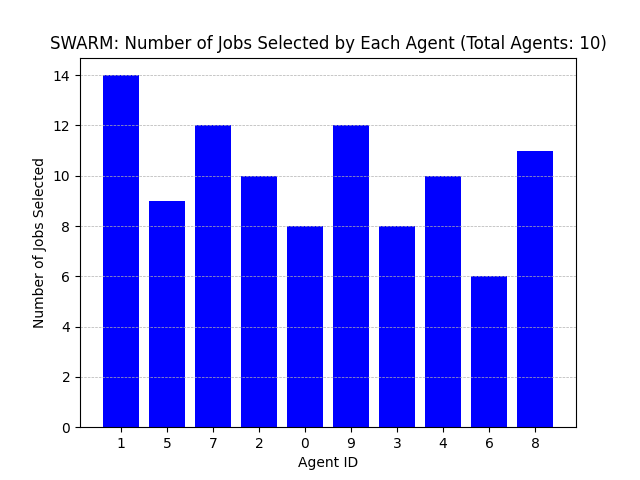 SWARM: Number of Jobs Selected by Each Agent (Total Agents: 10)
14
12
10
8
6
4
2
0
Number of Jobs Selected
1 5 7 2 0 9 3 4 6 8
Agent ID